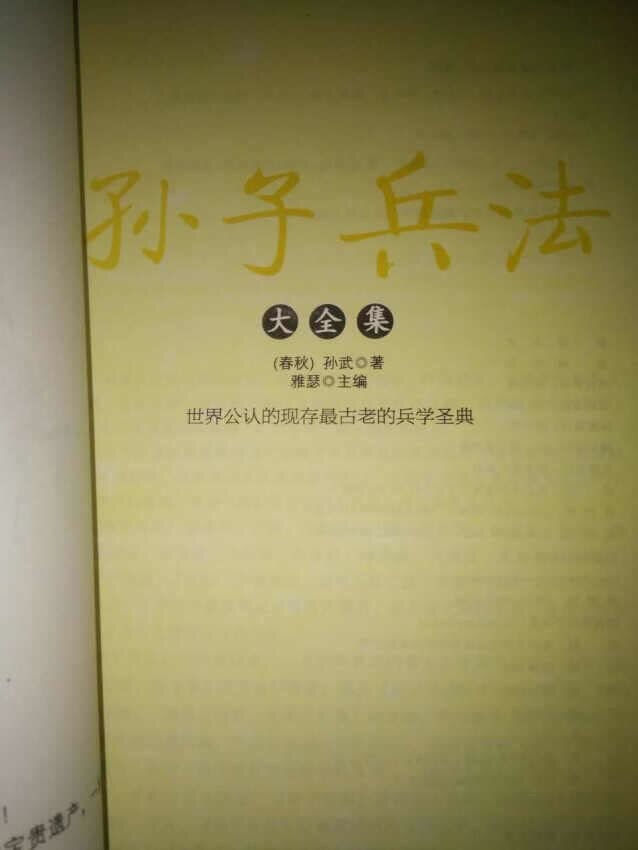 孙子兵法
大全集
(春秋) 孙武◎著
雅瑟◎主编
世界公认的现存最古老的兵学圣典
!
宝贵遗产,一